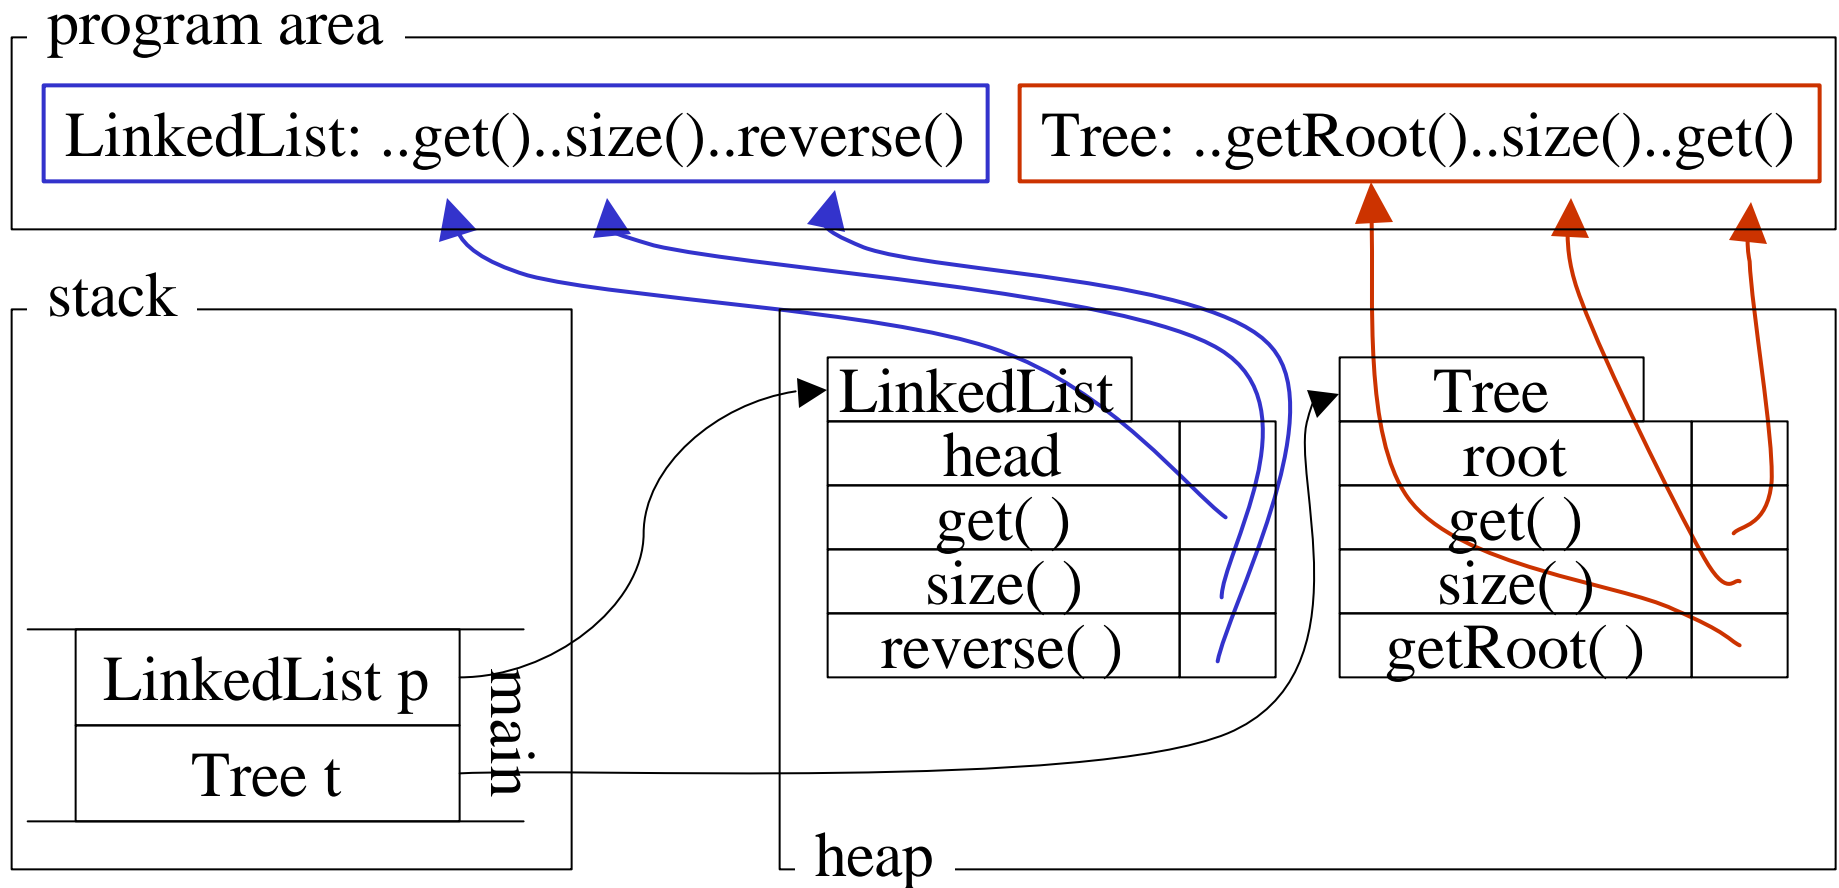 program area
LinkedList: ..get()..size()..reverse()
Tree: ..getRoot()..size()..get()
stack
LinkedList p
Tree t
main
LinkedList
head
get( )
size( )
reverse( )
Tree
root
get( )
size( )
getRoot( )
heap